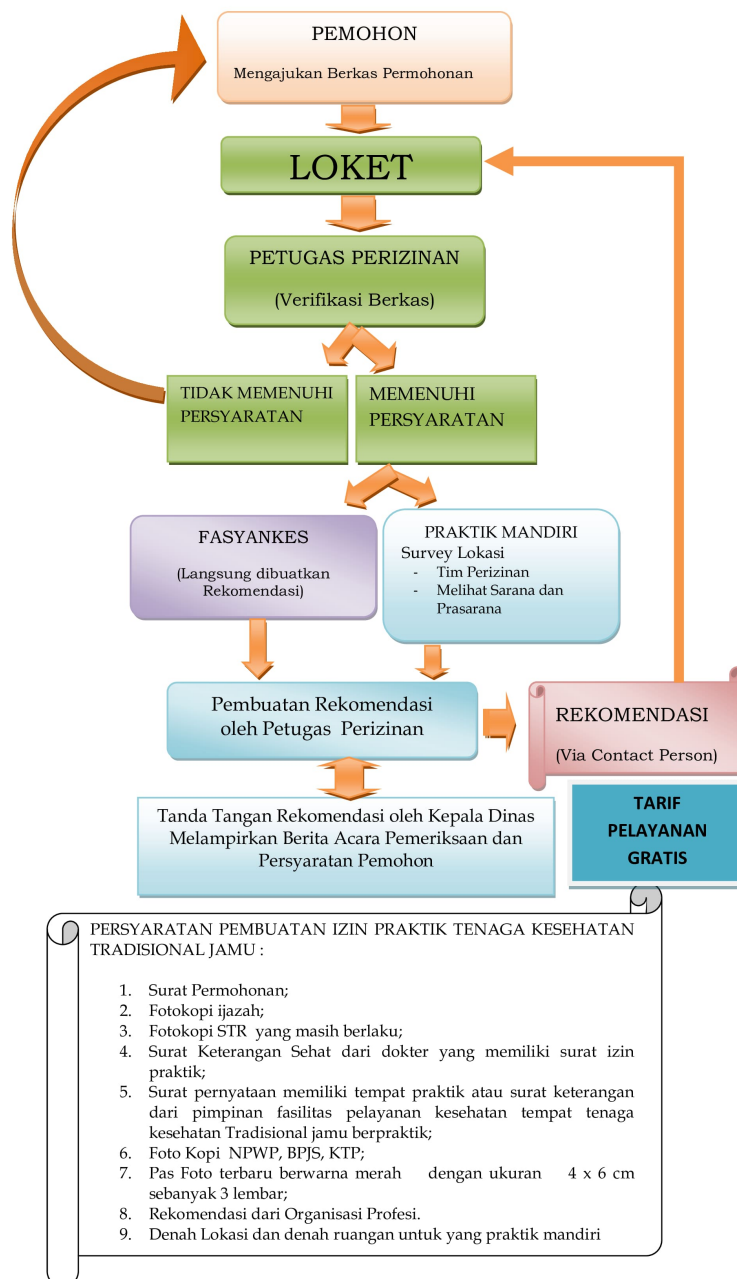 PEMOHON
Mengajukan Berkas Permohonan
LOKET
PETUGAS PERIZINAN
(Verifikasi Berkas)
TIDAK MEMENUHI
PERSYARATAN
MEMENUHI
PERSYARATAN
FASYANKES
(Langsung dibuatkan
Rekomendasi)
PRAKTIK MANDIRI
Survey Lokasi
- Tim Perizinan
- Melihat Sarana dan
Prasarana
Pembuatan Rekomendasi
oleh Petugas Perizinan
REKOMENDASI
(Via Contact Person)
Tanda Tangan Rekomendasi oleh Kepala Dinas
Melampirkan Berita Acara Pemeriksaan dan
Persyaratan Pemohon
TARIF
PELAYANAN
GRATIS
PERSYARATAN PEMBUATAN IZIN PRAKTIK TENAGA KESEHATAN
TRADISIONAL JAMU :
1. Surat Permohonan;
2. Fotokopi ijazah;
3. Fotokopi STR yang masih berlaku;
4. Surat Keterangan Sehat dari dokter yang memiliki surat izin
praktik;
5. Surat pernyataan memiliki tempat praktik atau surat keterangan
dari pimpinan fasilitas pelayanan kesehatan tempat tenaga
kesehatan Tradisional jamu berpraktik;
6. Foto Kopi NPWP, BPJS, KTP;
7. Pas Foto terbaru berwarna merah dengan ukuran 4 x 6 cm
sebanyak 3 lembar;
8. Rekomendasi dari Organisasi Profesi.
9. Denah Lokasi dan denah ruangan untuk yang praktik mandiri